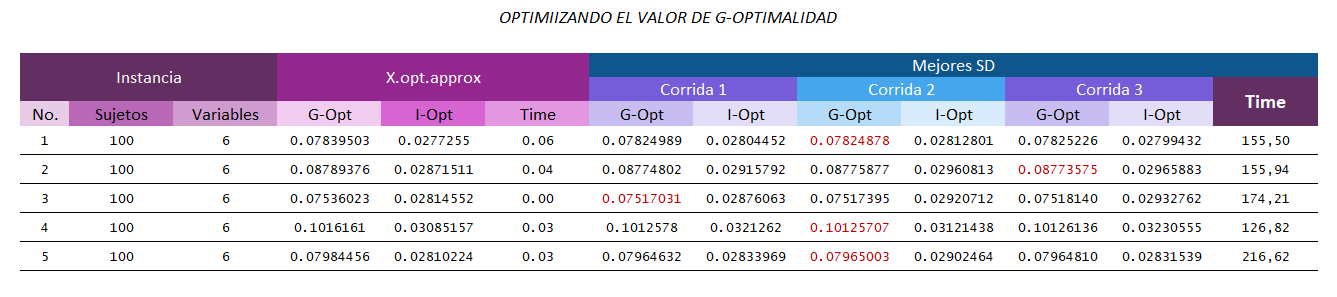 OPTIMIIZANDO EL VALOR DE G-OPTIMALIDAD
Instancia X.opt.approx Mejores SD Time
Corrida 1 Corrida 2 Corrida 3
No. Sujetos Variables G-Opt I-Opt Time G-Opt I-Opt G-Opt I-Opt G-Opt I-Opt
1 100 6 0.07839503 0.0277255 0.06 0.07824989 0.02804452 0.07824878 0.02812801 0.07825226 0.02799432 155,50
2 100 6 0.08789376 0.02871511 0.04 0.08774802 0.02915792 0.08775877 0.02960813 0.08773575 0.02965883 155,94
3 100 6 0.07536023 0.02814552 0.00 0.07517031 0.02876063 0.07517395 0.02920712 0.07518140 0.02932762 174,21
4 100 6 0.1016161 0.03085157 0.03 0.1012578 0.0321262 0.10125707 0.03121438 0.10126136 0.03230555 126,82
5 100 6 0.07984456 0.02810224 0.03 0.07964632 0.02833969 0.07965003 0.02902464 0.07964810 0.02831539 216,62